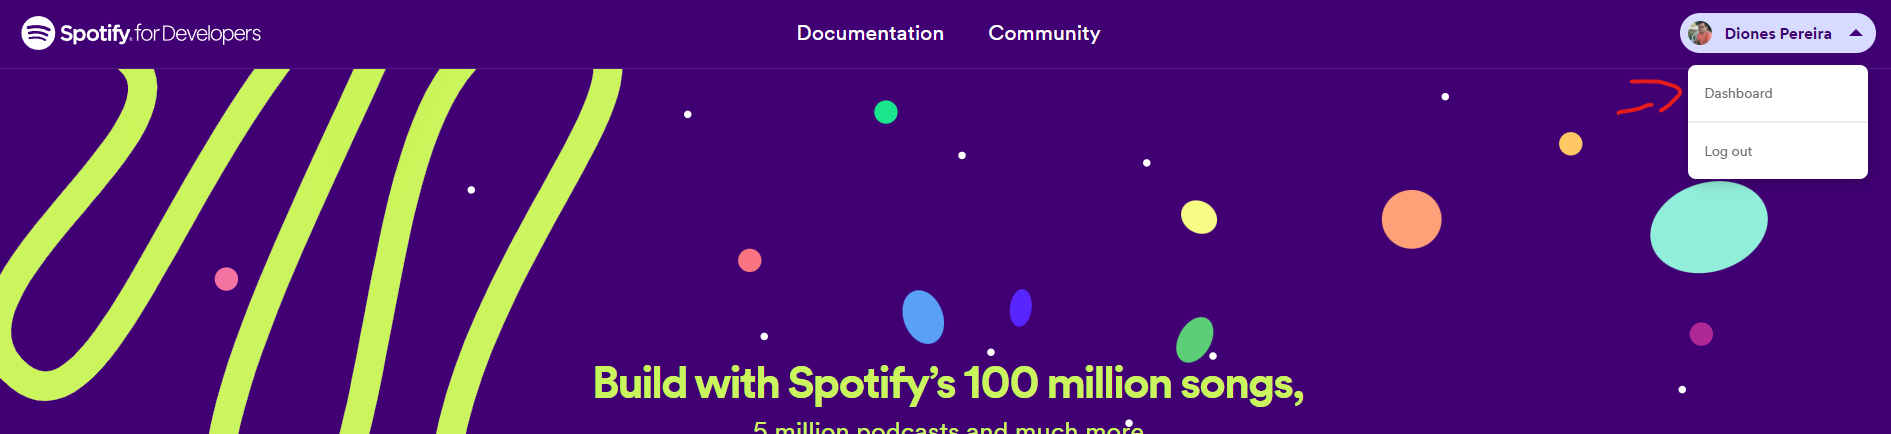 Spotify for Developers
Documentation
Community
Diones Pereira
Dashboard
Log out
Build with Spotify’s 100 million songs,
5 million podcasts and much more